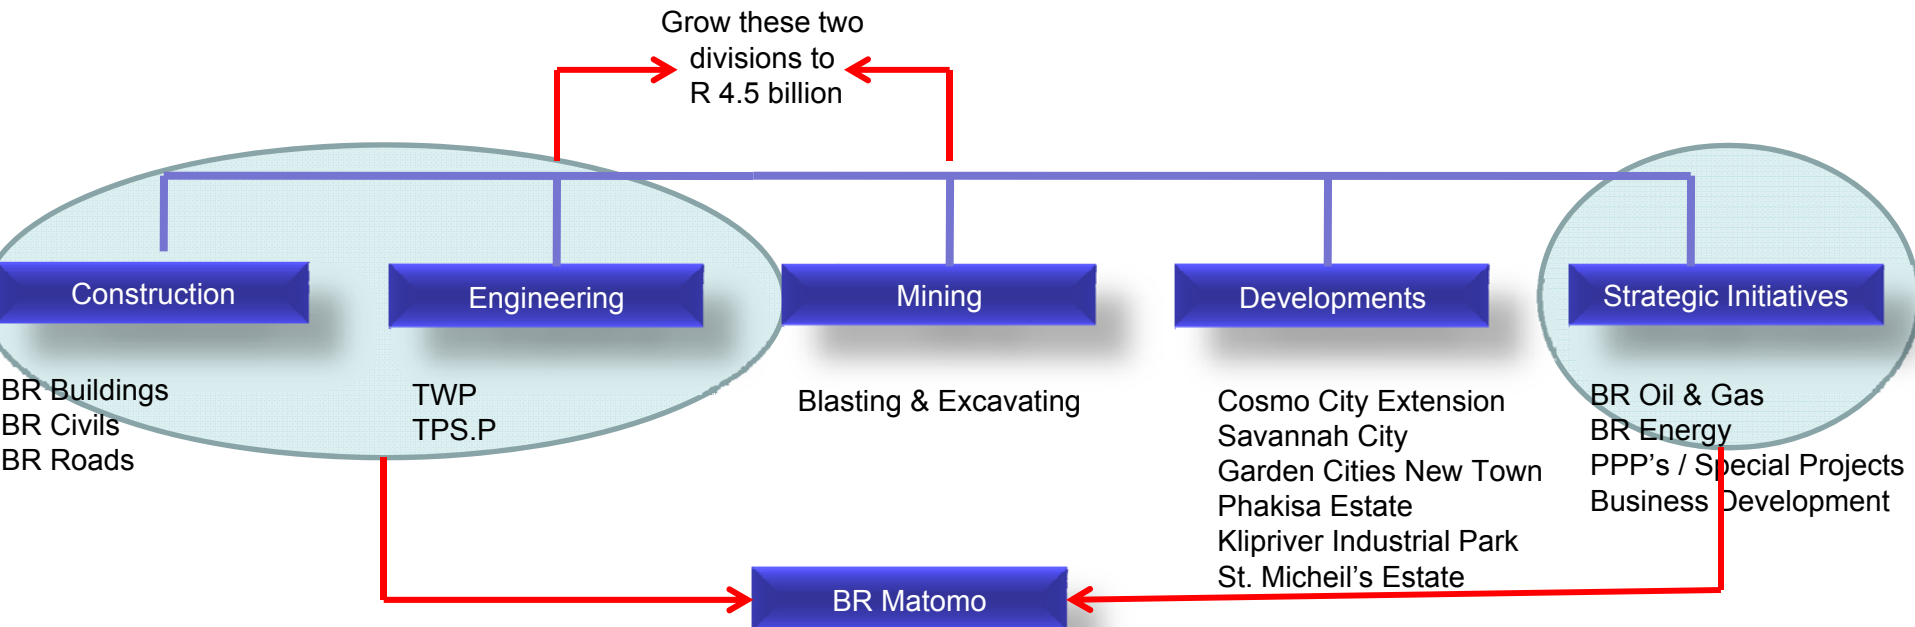 Grow these two
divisions to
R 4.5 billion
Construction
Engineering
Mining
Developments
Strategic Initiatives
BR Buildings
BR Civils
BR Roads
TWP
TPS.P
Blasting & Excavating
Cosmo City Extension
Savannah City
Garden Cities New Town
Phakisa Estate
Klipriver Industrial Park
St. Micheil’s Estate
BR Oil & Gas
BR Energy
PPP’s / Special Projects
Business Development
BR Matomo